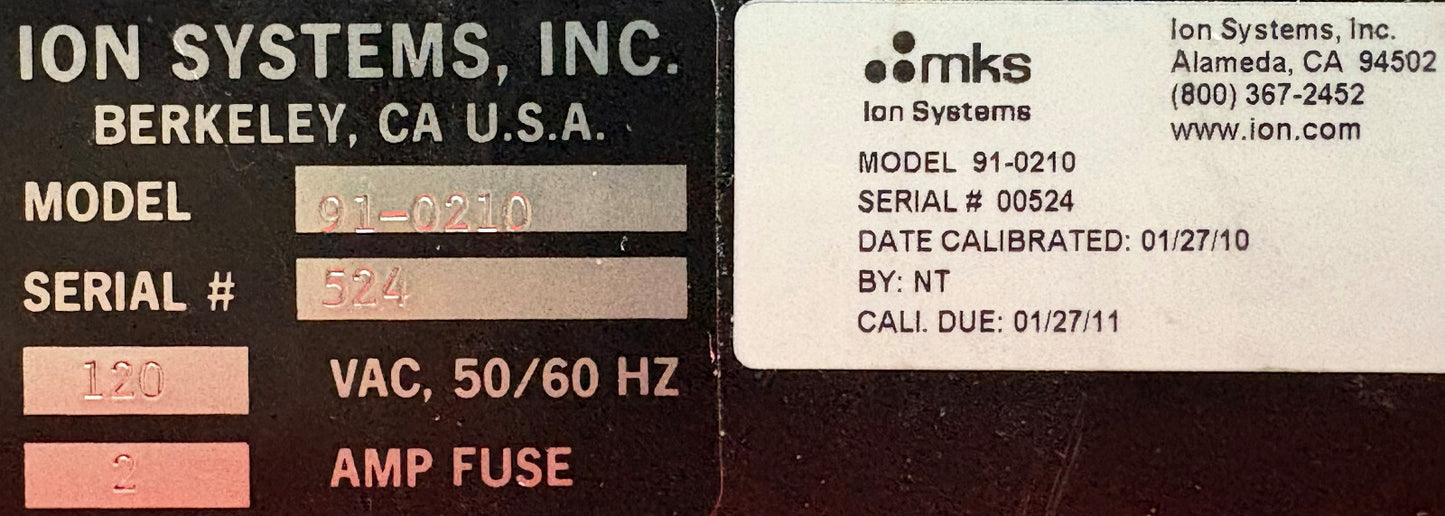 ION SYSTEMS, INC.
BERKELEY, CA U.S.A.
MODEL 91-0210
SERIAL # 524
120 VAC, 50/60 HZ
2 AMP FUSE
mks
Ion Systems
Ion Systems, Inc.
Alameda, CA 94502
(800) 367-2452
www.ion.com
MODEL 91-0210
SERIAL # 00524
DATE CALIBRATED: 01/27/10
BY: NT
CALI. DUE: 01/27/11